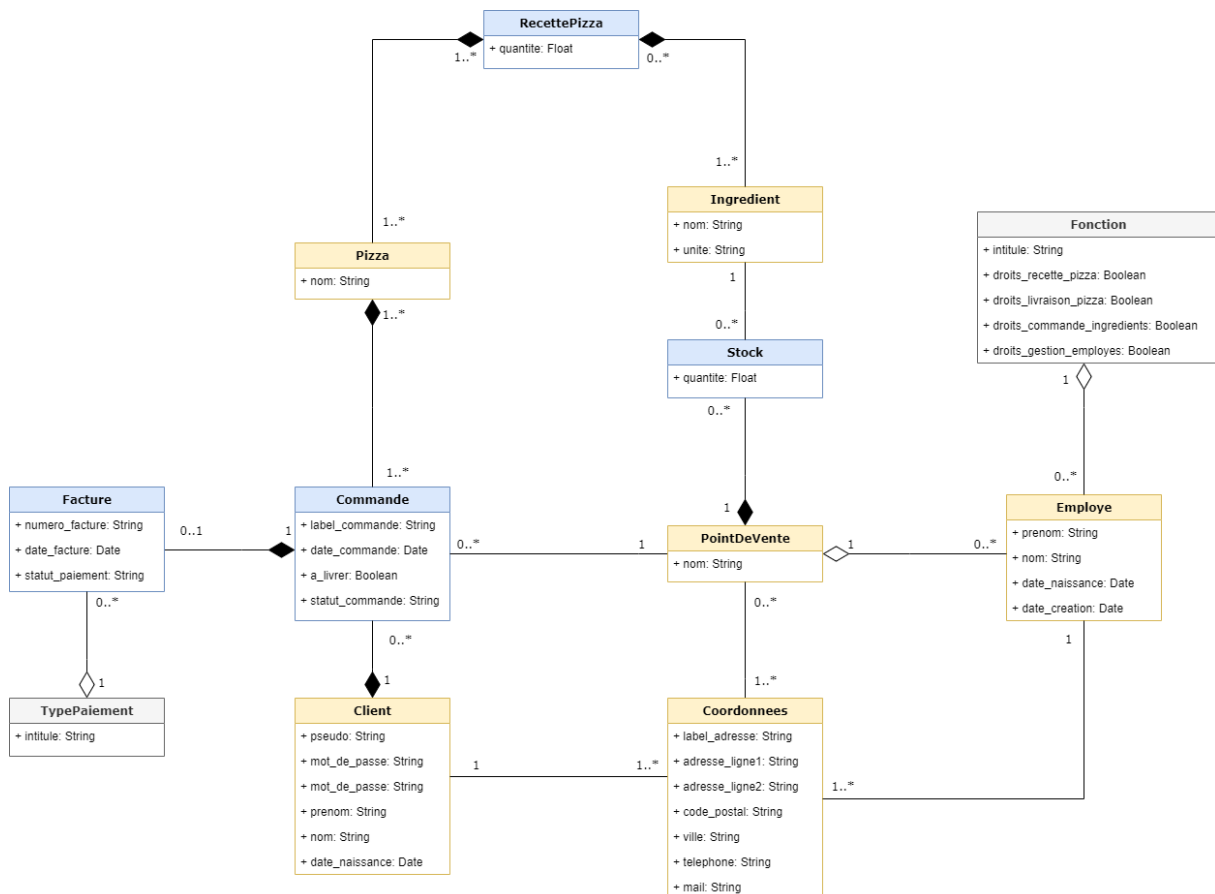 RecettePizza
+ quantite: Float
1..*
0..*
1..*
Ingredient
+ nom: String
+ unite: String
1
0..*
1..*
Pizza
+ nom: String
1..*
1..*
Fonction
+ intitule: String
+ droits_recette_pizza: Boolean
+ droits_livraison_pizza: Boolean
+ droits_commande_ingredients: Boolean
+ droits_gestion_employes: Boolean
1
0..*
Stock
+ quantite: Float
0..*
1
Facture
+ numero_facture: String
+ date_facture: Date
+ statut_paiement: String
0..1
1
0..*
1
Commande
+ label_commande: String
+ date_commande: Date
+ a_livrer: Boolean
+ statut_commande: String
0..*
1
0..*
1
PointDeVente
+ nom: String
1
0..*
0..*
1..*
Employe
+ prenom: String
+ nom: String
+ date_naissance: Date
+ date_creation: Date
1
1..*
TypePaiement
+ intitule: String
Client
+ pseudo: String
+ mot_de_passe: String
+ mot_de_passe: String
+ prenom: String
+ nom: String
+ date_naissance: Date
1
1..*
Coordonnees
+ label_adresse: String
+ adresse_ligne1: String
+ adresse_ligne2: String
+ code_postal: String
+ ville: String
+ telephone: String
+ mail: String